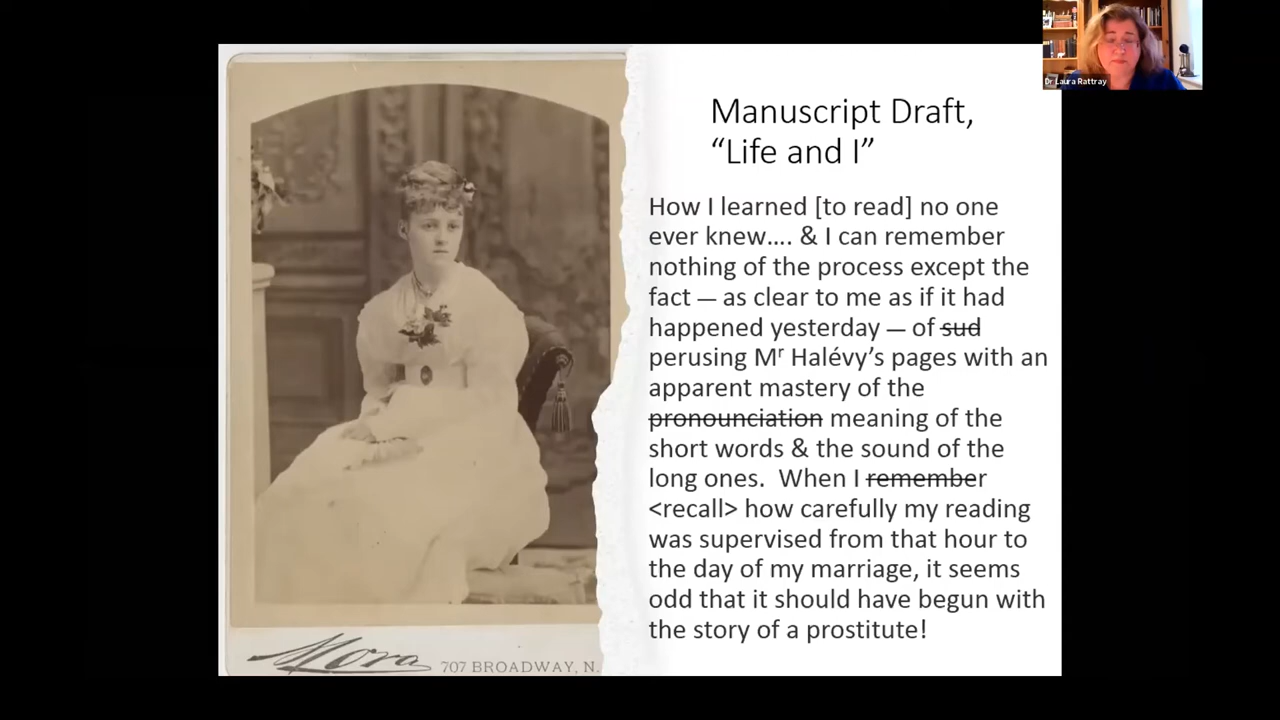 Dr Laura Rattray
Manuscript Draft,
“Life and I”
How I learned [to read] no one
ever knew…. & I can remember
nothing of the process except the
fact — as clear to me as if it had
happened yesterday — of sud
perusing Mʳ Halévy’s pages with an
apparent mastery of the
pronounciation meaning of the
short words & the sound of the
long ones. When I remember
<recall> how carefully my reading
was supervised from that hour to
the day of my marriage, it seems
odd that it should have begun with
the story of a prostitute!
Mora 707 BROADWAY, N.